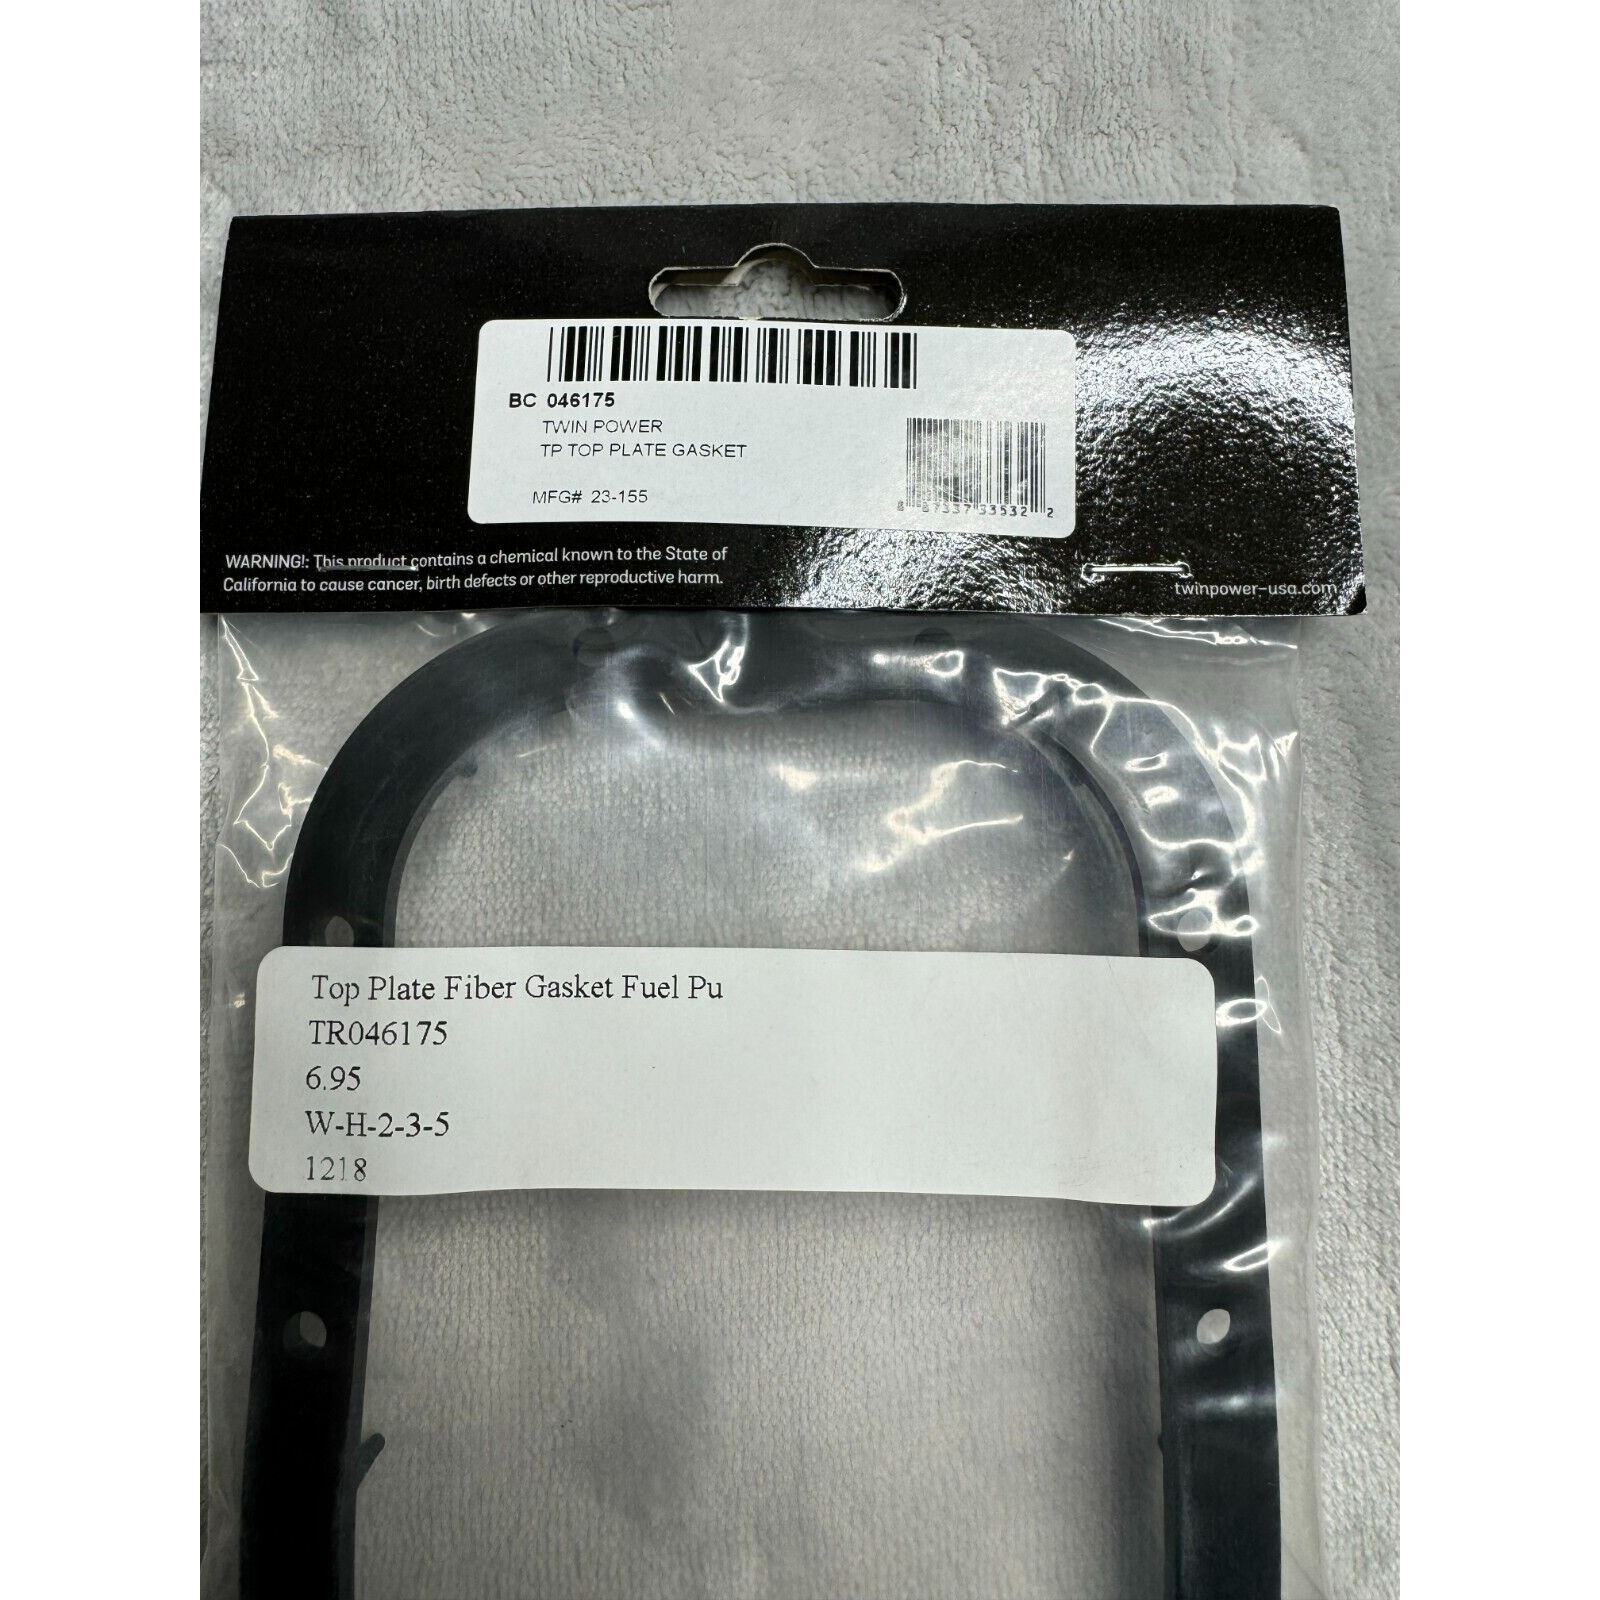 BC 046175
TWIN POWER
TP TOP PLATE GASKET
MFG# 23-155
8 87337 33532 2
WARNING!: This product contains a chemical known to the State of
California to cause cancer, birth defects or other reproductive harm.
twinpower-usa.com
Top Plate Fiber Gasket Fuel Pu
TR046175
6.95
W-H-2-3-5
1218